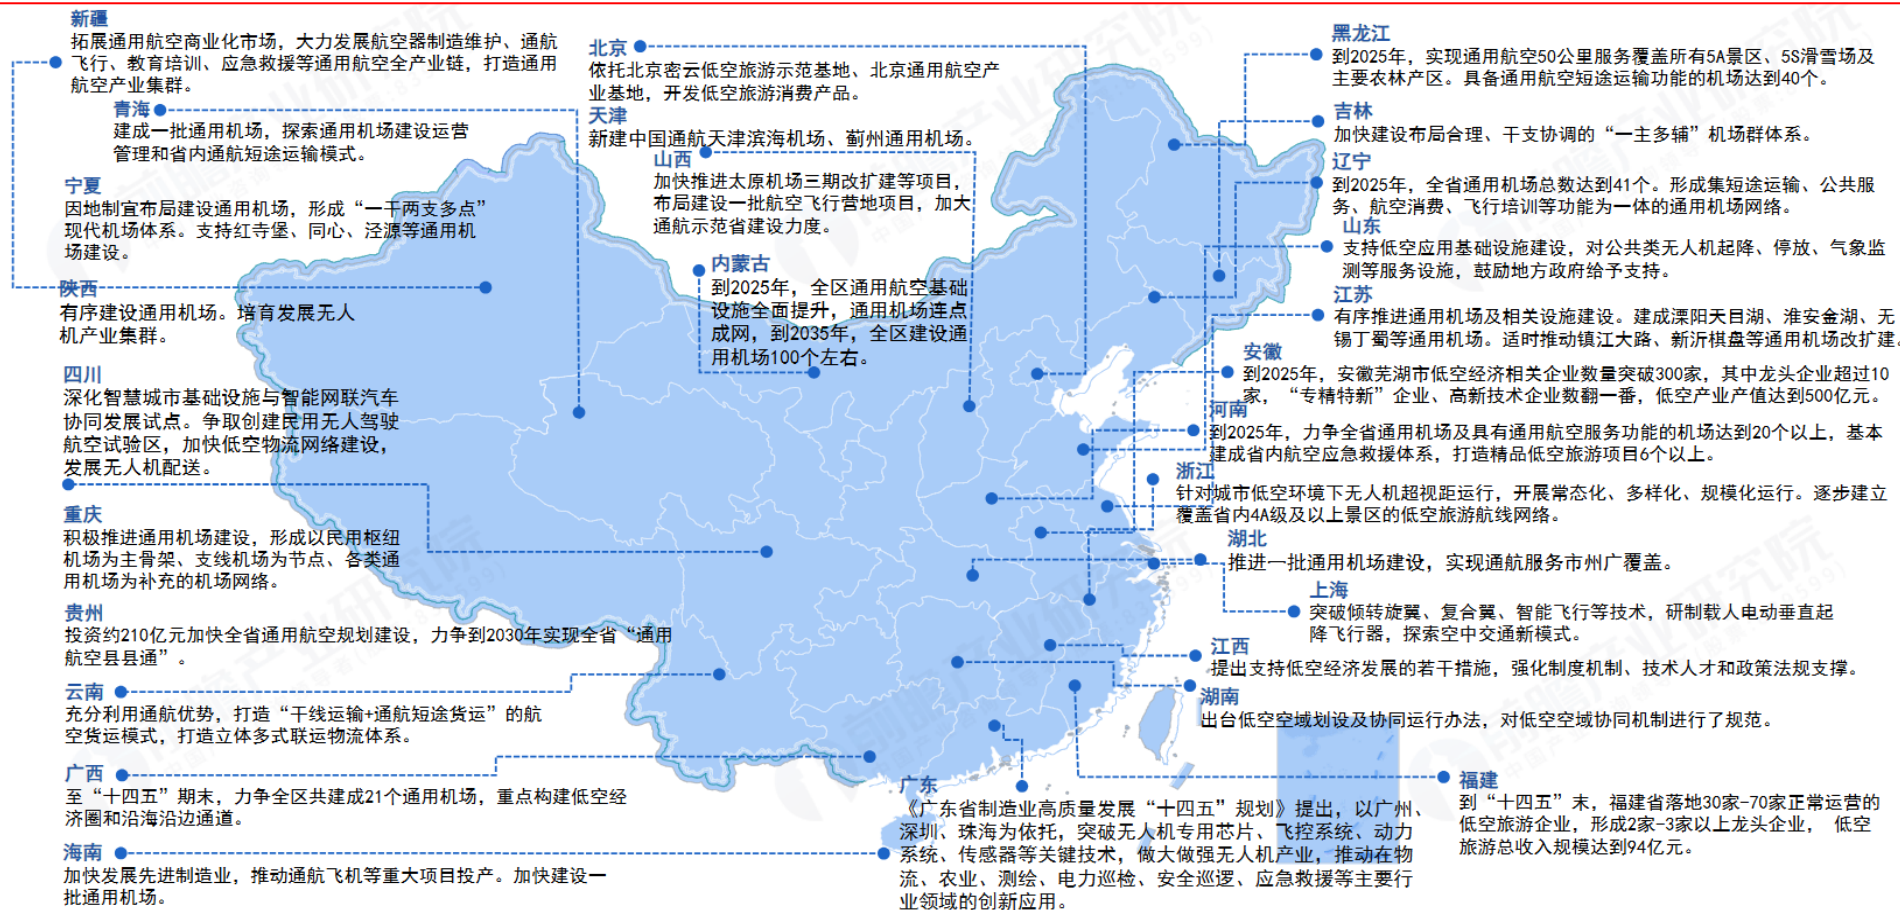 新疆
拓展通用航空商业化市场，大力发展航空器制造维护、通航
飞行、教育培训、应急救援等通用航空全产业链，打造通用
航空产业集群。
青海
建成一批通用机场，探索通用机场建设运营
管理和省内通航短途运输模式。
宁夏
因地制宜布局建设通用机场，形成“一干两支多点”
现代机场体系。支持红寺堡、同心、泾源等通用机
场建设。
陕西
有序建设通用机场。培育发展无人
机产业集群。
四川
深化智慧城市基础设施与智能网联汽车
协同发展试点。争取创建民用无人驾驶
航空试验区，加快低空物流网络建设，
发展无人机配送。
重庆
积极推进通用机场建设，形成以民用枢纽
机场为主骨架、支线机场为节点、各类通
用机场为补充的机场网络。
贵州
投资约210亿元加快全省通用航空规划建设，力争到2030年实现全省“通用
航空县县通”。
云南
充分利用通航优势，打造“干线运输+通航短途货运”的航
空货运模式，打造立体多式联运物流体系。
广西
至“十四五”期末，力争全区共建成21个通用机场，重点构建低空经
济圈和沿海沿边通道。
海南
加快发展先进制造业，推动通航飞机等重大项目投产。加快建设一
批通用机场。
北京
依托北京密云低空旅游示范基地、北京通用航空产
业基地，开发低空旅游消费产品。
天津
新建中国通航天津滨海机场、蓟州通用机场。
山西
加快推进太原机场三期改扩建等项目，
布局建设一批航空飞行营地项目，加大
通航示范省建设力度。
内蒙古
到2025年，全区通用航空基础
设施全面提升，通用机场连点
成网，到2035年，全区建设通
用机场100个左右。
黑龙江
到2025年，实现通用航空50公里服务覆盖所有5A景区、5S滑雪场及
主要农林产区。具备通用航空短途运输功能的机场达到40个。
吉林
加快建设布局合理、干支协调的“一主多辅”机场群体系。
辽宁
到2025年，全省通用机场总数达到41个。形成集短途运输、公共服
务、航空消费、飞行培训等功能为一体的通用机场网络。
山东
支持低空应用基础设施建设，对公共类无人机起降、停放、气象监
测等服务设施，鼓励地方政府给予支持。
江苏
有序推进通用机场及相关设施建设。建成溧阳天目湖、淮安金湖、无
锡丁蜀等通用机场。适时推动镇江大路、新沂棋盘等通用机场改扩建。
安徽
到2025年，安徽芜湖市低空经济相关企业数量突破300家，其中龙头企业超过10
家，“专精特新”企业、高新技术企业数翻一番，低空产业产值达到500亿元。
河南
到2025年，力争全省通用机场及具有通用航空服务功能的机场达到20个以上，基本
建成省内航空应急救援体系，打造精品低空旅游项目6个以上。
浙江
针对城市低空环境下无人机超视距运行，开展常态化、多样化、规模化运行。逐步建立
覆盖省内4A级及以上景区的低空旅游航线网络。
湖北
推进一批通用机场建设，实现通航服务市州广覆盖。
上海
突破倾转旋翼、复合翼、智能飞行等技术，研制载人电动垂直起
降飞行器，探索空中交通新模式。
江西
提出支持低空经济发展的若干措施，强化制度机制、技术人才和政策法规支撑。
湖南
出台低空空域划设及协同运行办法，对低空空域协同机制进行了规范。
福建
到“十四五”末，福建省落地30家-70家正常运营的
低空旅游企业，形成2家-3家以上龙头企业， 低空
旅游总收入规模达到94亿元。
广东
《广东省制造业高质量发展“十四五”规划》提出，以广州、
深圳、珠海为依托，突破无人机专用芯片、飞控系统、动力
系统、传感器等关键技术，做大做强无人机产业，推动在物
流、农业、测绘、电力巡检、安全巡逻、应急救援等主要行
业领域的创新应用。
前瞻产业研究院